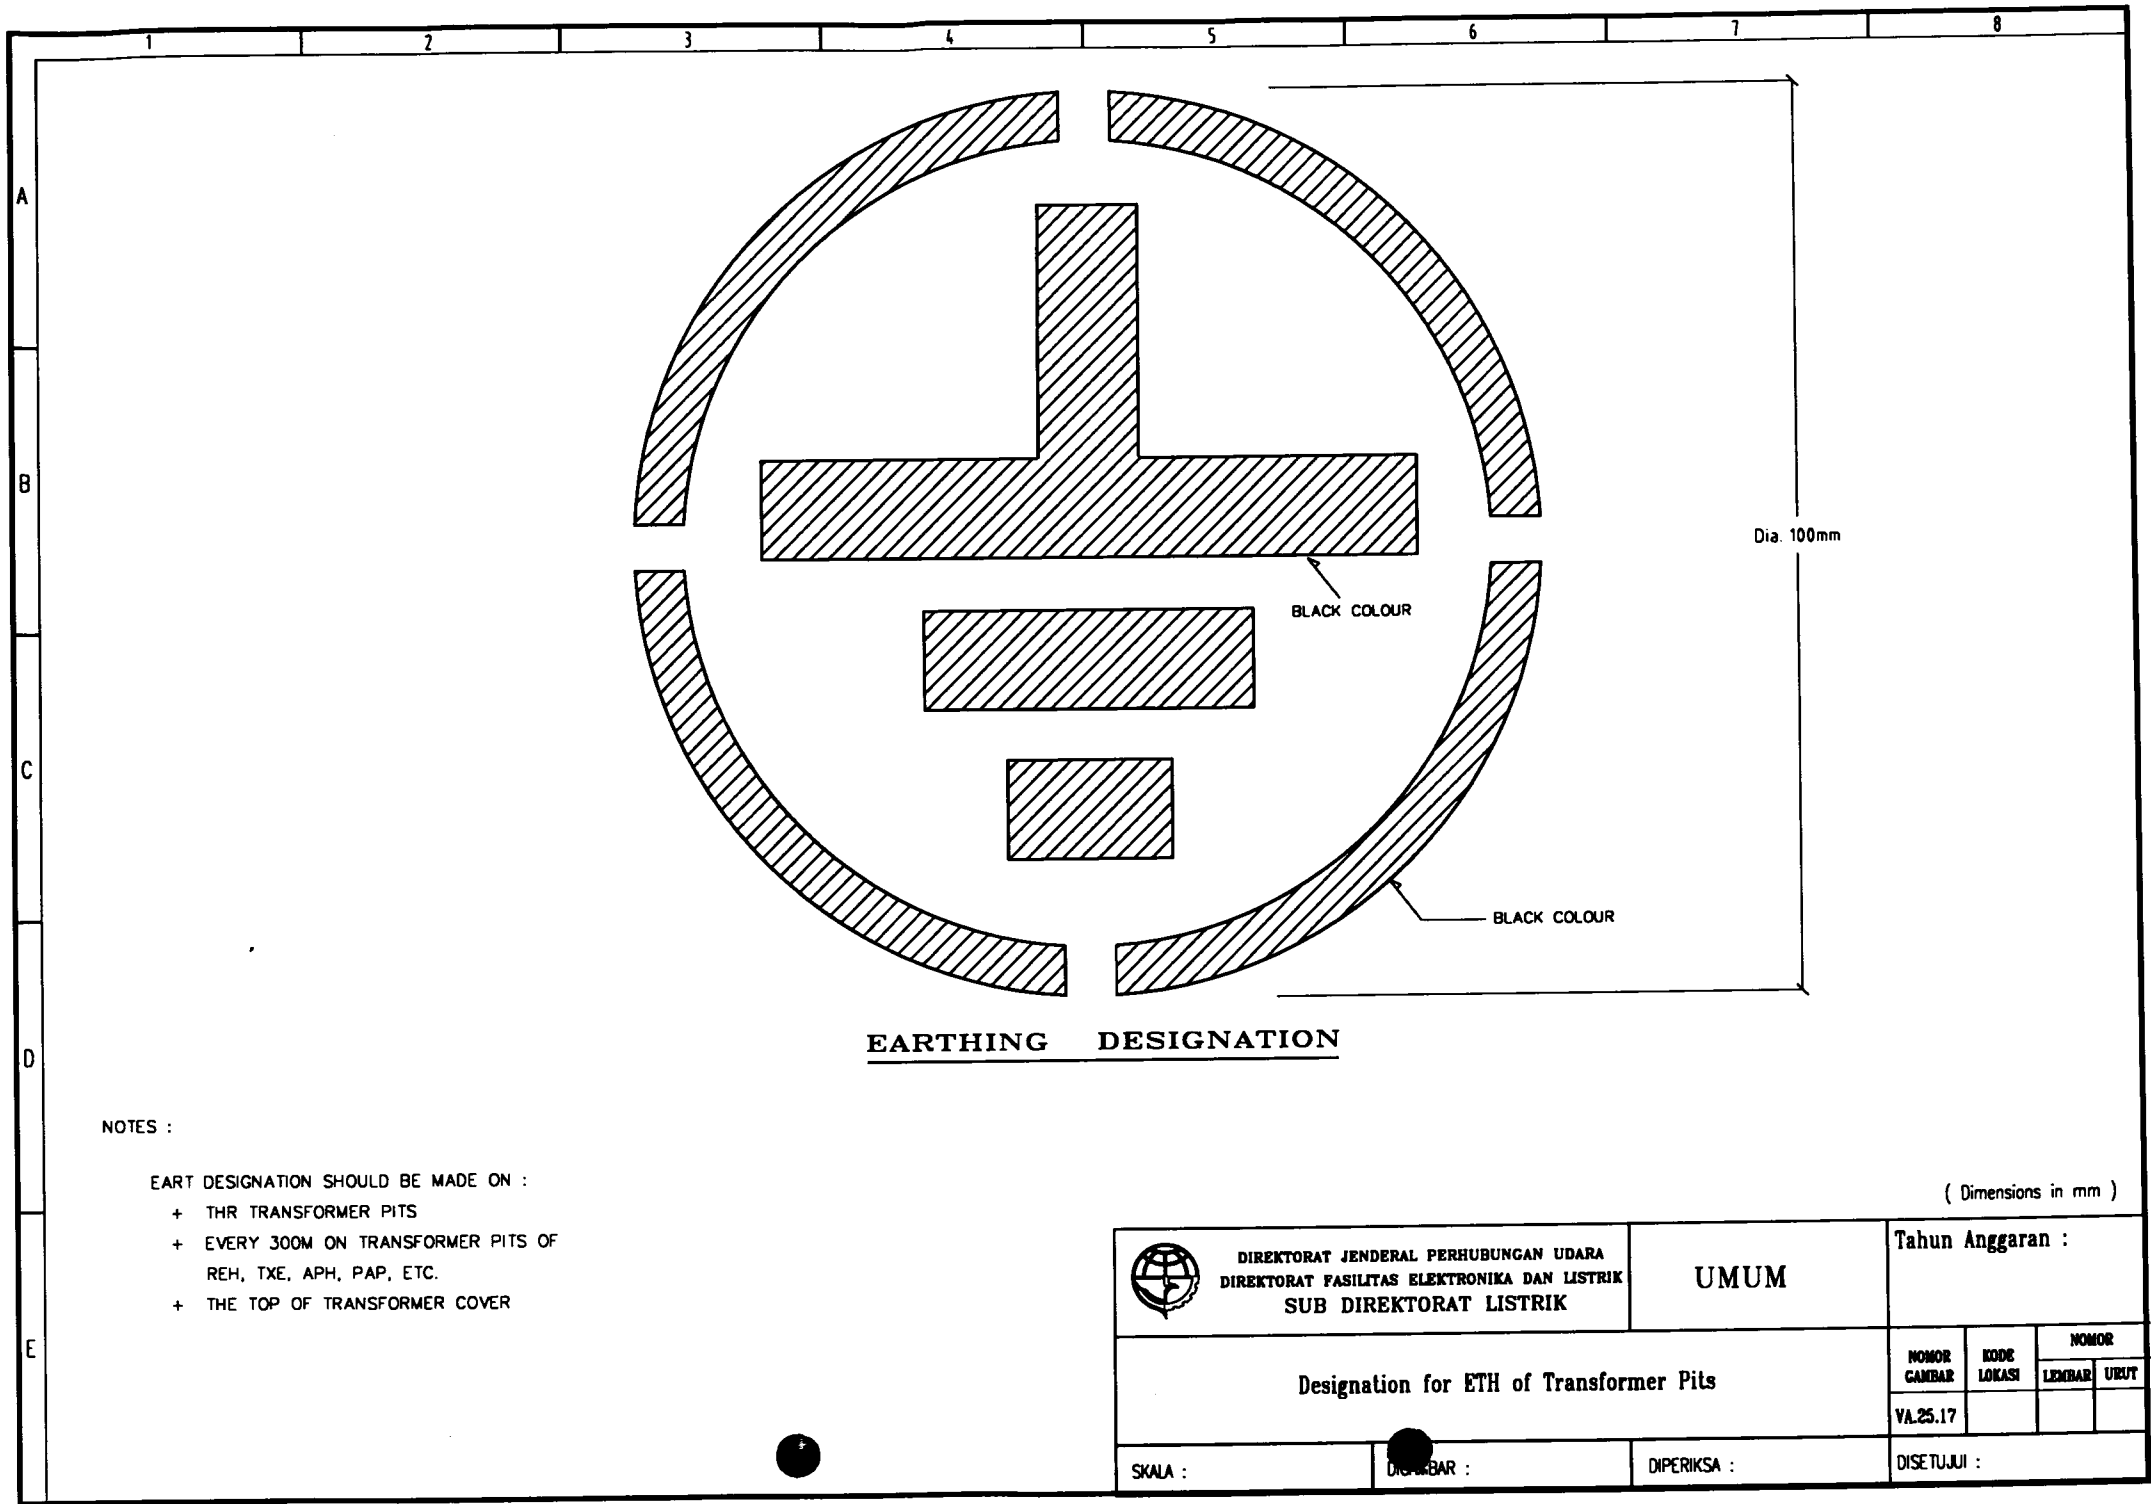 1 2 3 4 5 6 7 8
A
B
C
D
E
Dia. 100mm
BLACK COLOUR
BLACK COLOUR
EARTHING DESIGNATION
NOTES :
EART DESIGNATION SHOULD BE MADE ON :
+ THR TRANSFORMER PITS
+ EVERY 300M ON TRANSFORMER PITS OF
REH, TXE, APH, PAP, ETC.
+ THE TOP OF TRANSFORMER COVER
( Dimensions in mm )
DIREKTORAT JENDERAL PERHUBUNGAN UDARA
DIREKTORAT FASILITAS ELEKTRONIKA DAN LISTRIK
SUB DIREKTORAT LISTRIK
UMUM
Tahun Anggaran :
Designation for ETH of Transformer Pits
NOMOR
GAMBAR
KODE
LOKASI
NOMOR
LEMBAR
URUT
VA.25.17
SKALA :
DIPERIKSA :
DISETUJUI :